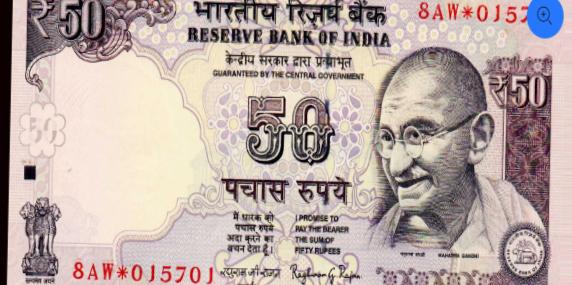 ₹50
भारतीय रिज़र्व बैंक
8AW*0157
RESERVE BANK OF INDIA
केन्द्रीय सरकार द्वारा प्रत्याभूत
GUARANTEED BY THE CENTRAL GOVERNMENT
₹50
50
50
पचास रुपये
मैं धारक को
पचास रुपये
अदा करने का
वचन देता हूँ।
I PROMISE TO
PAY THE BEARER
THE SUM OF
FIFTY RUPEES
महात्मा गांधी
MAHATMA GANDHI
सत्यमेव जयते
8AW*015701
रघुराम जी राजन
Raghuram G Rajan